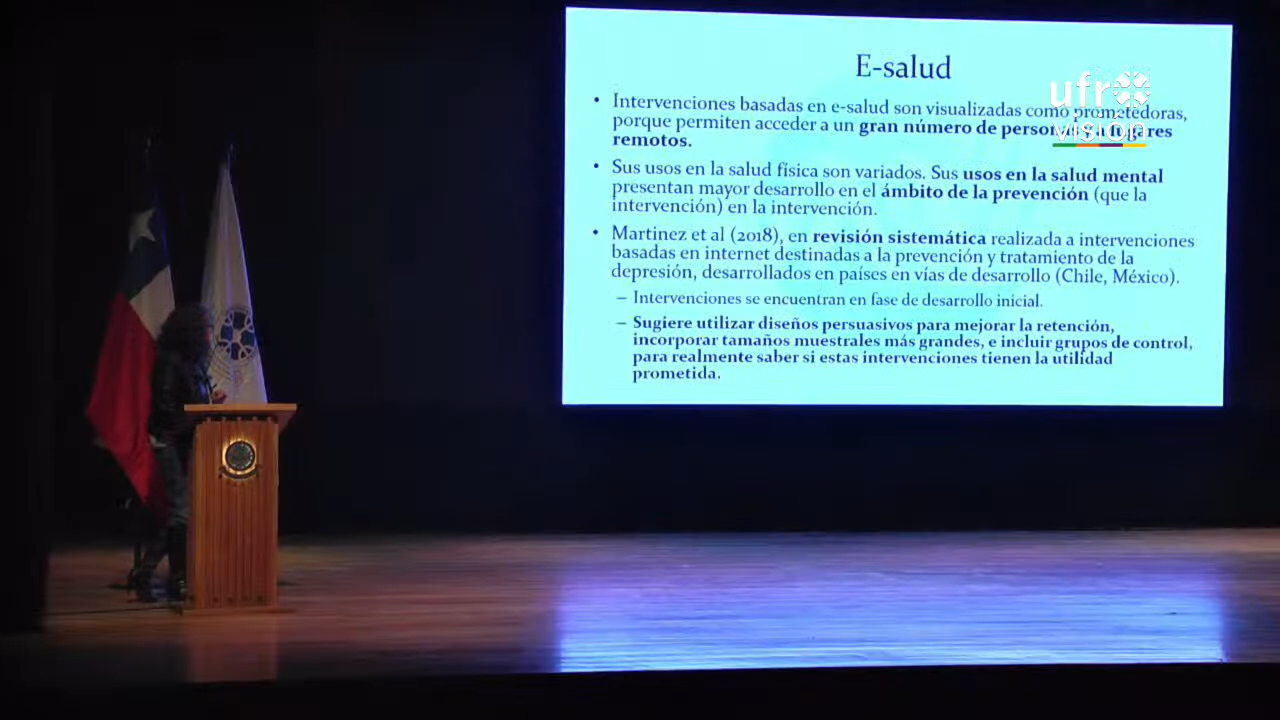 E-salud
• Intervenciones basadas en e-salud son visualizadas como prometedoras,
porque permiten acceder a un gran número de personas y a lugares
remotos.
• Sus usos en la salud física son variados. Sus usos en la salud mental
presentan mayor desarrollo en el ámbito de la prevención (que la
intervención) en la intervención.
• Martinez et al (2018), en revisión sistemática realizada a intervenciones
basadas en internet destinadas a la prevención y tratamiento de la
depresión, desarrollados en países en vías de desarrollo (Chile, México).
– Intervenciones se encuentran en fase de desarrollo inicial.
– Sugiere utilizar diseños persuasivos para mejorar la retención,
incorporar tamaños muestrales más grandes, e incluir grupos de control,
para realmente saber si estas intervenciones tienen la utilidad
prometida.
ufro
visión